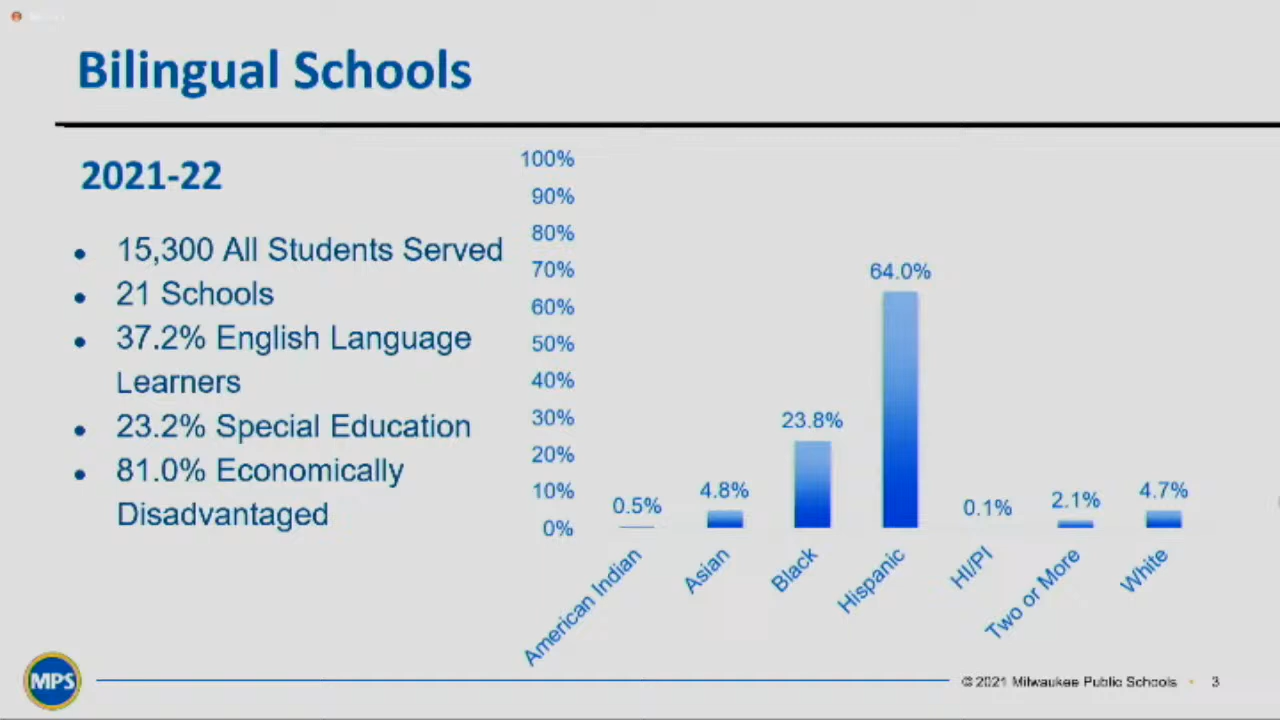 Bilingual Schools
2021-22
• 15,300 All Students Served
• 21 Schools
• 37.2% English Language
Learners
• 23.2% Special Education
• 81.0% Economically
Disadvantaged
100%
90%
80%
70%
60%
50%
40%
30%
20%
10%
0%
0.5%
4.8%
23.8%
64.0%
0.1%
2.1%
4.7%
American Indian
Asian
Black
Hispanic
HI/PI
Two or More
White
MPS
© 2021 Milwaukee Public Schools • 3